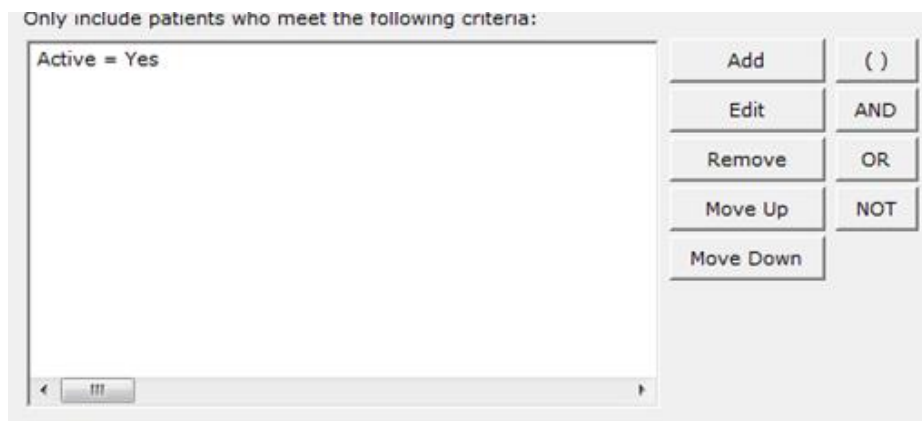 Only include patients who meet the following criteria:
Active = Yes
Add
( )
Edit
AND
Remove
OR
Move Up
NOT
Move Down